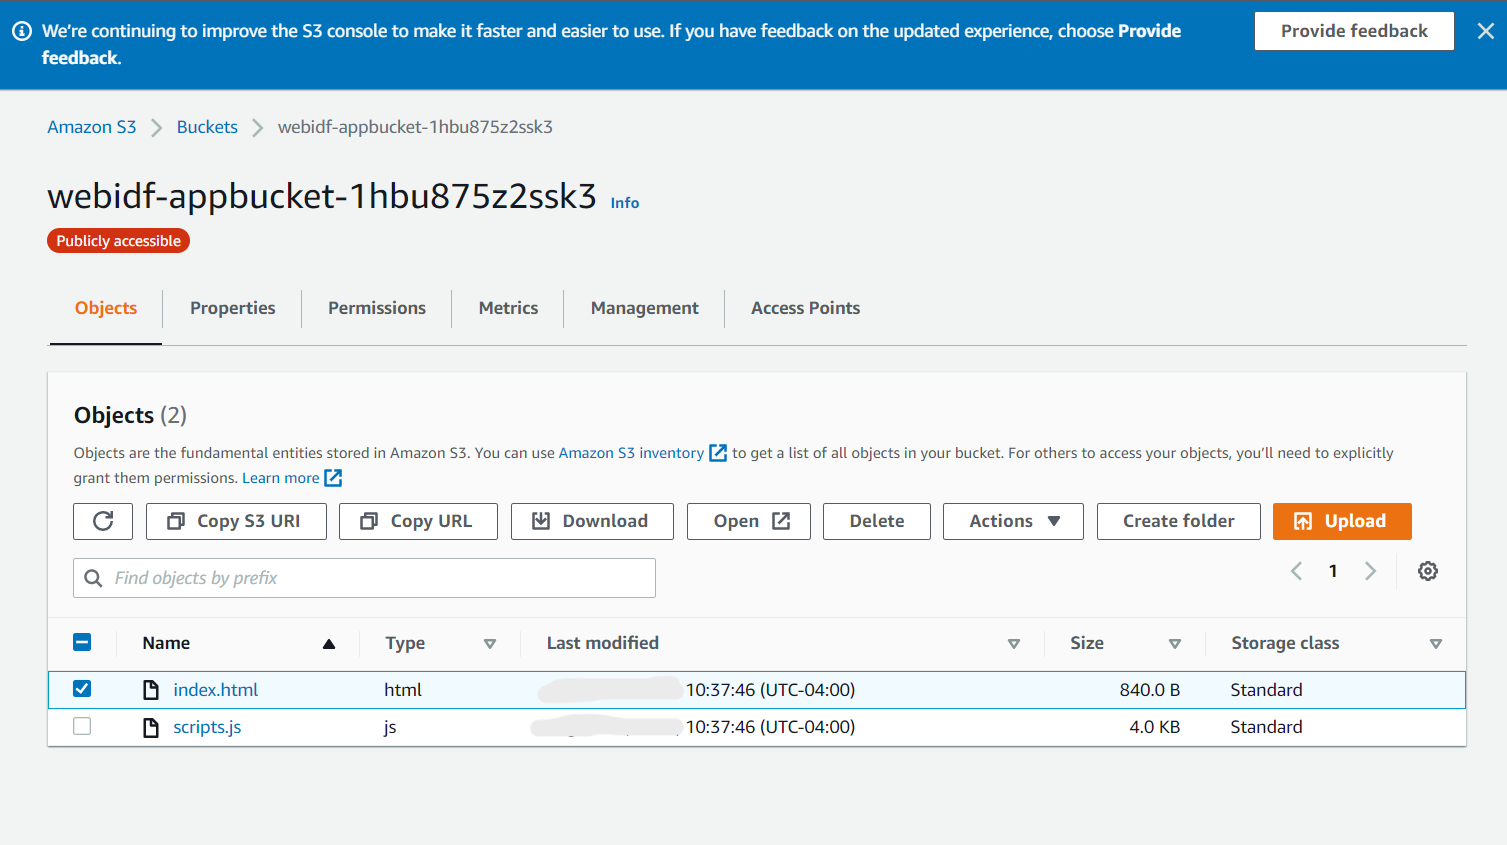 We're continuing to improve the S3 console to make it faster and easier to use. If you have feedback on the updated experience, choose Provide
feedback.
Provide feedback
Amazon S3 Buckets webidf-appbucket-1hbu875z2ssk3
webidf-appbucket-1hbu875z2ssk3 Info
Publicly accessible
Objects Properties Permissions Metrics Management Access Points
Objects (2)
Objects are the fundamental entities stored in Amazon S3. You can use Amazon S3 inventory to get a list of all objects in your bucket. For others to access your objects, you'll need to explicitly
grant them permissions. Learn more
Copy S3 URI Copy URL Download Open Delete Actions Create folder Upload
Find objects by prefix
1
Name Type Last modified Size Storage class
index.html html 10:37:46 (UTC-04:00) 840.0 B Standard
scripts.js js 10:37:46 (UTC-04:00) 4.0 KB Standard